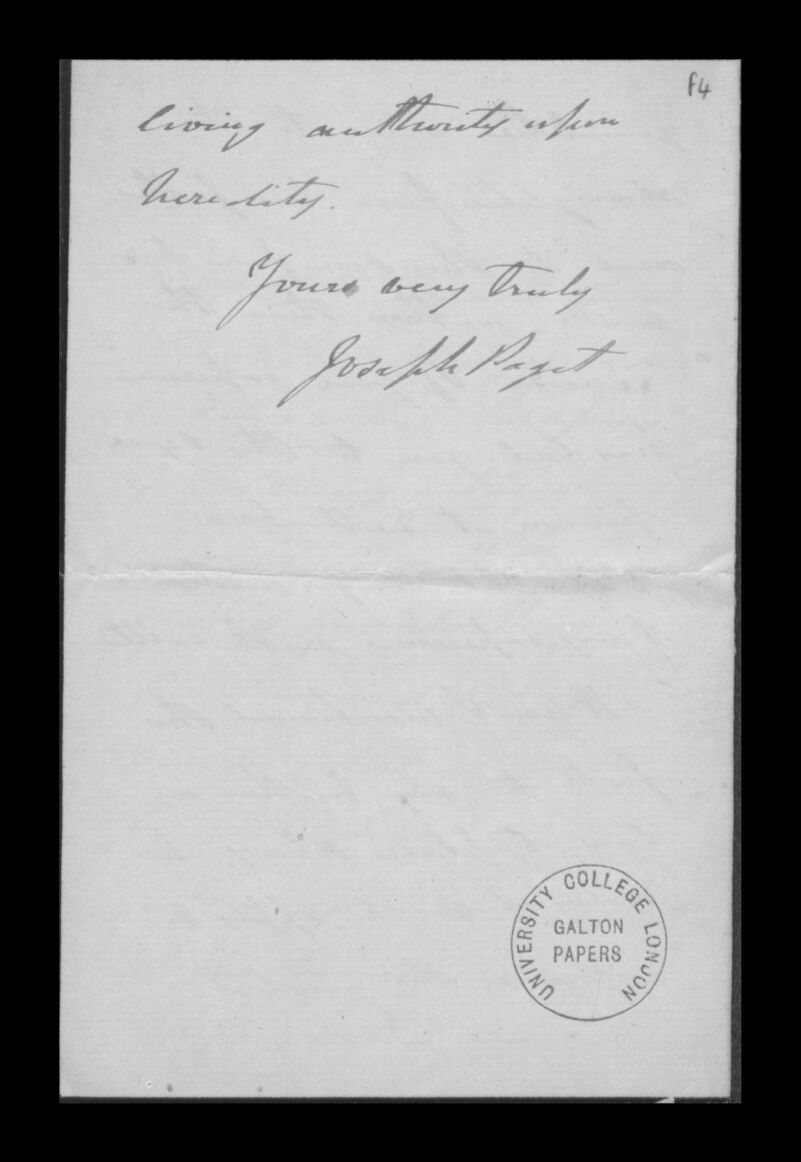 f4
living authority upon
heredity.
Yours very truly
Joseph Paget
UNIVERSITY COLLEGE LONDON
GALTON
PAPERS